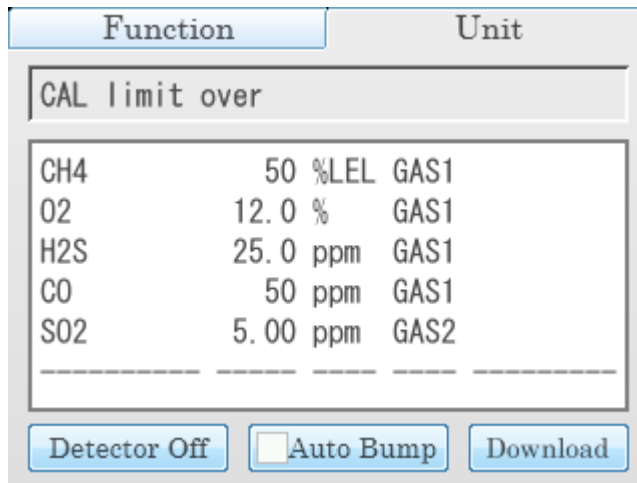 Function Unit
CAL limit over
CH4 50 %LEL GAS1
O2 12.0 % GAS1
H2S 25.0 ppm GAS1
CO 50 ppm GAS1
SO2 5.00 ppm GAS2
---------- ----- ---- ---- ---------
Detector Off Auto Bump Download